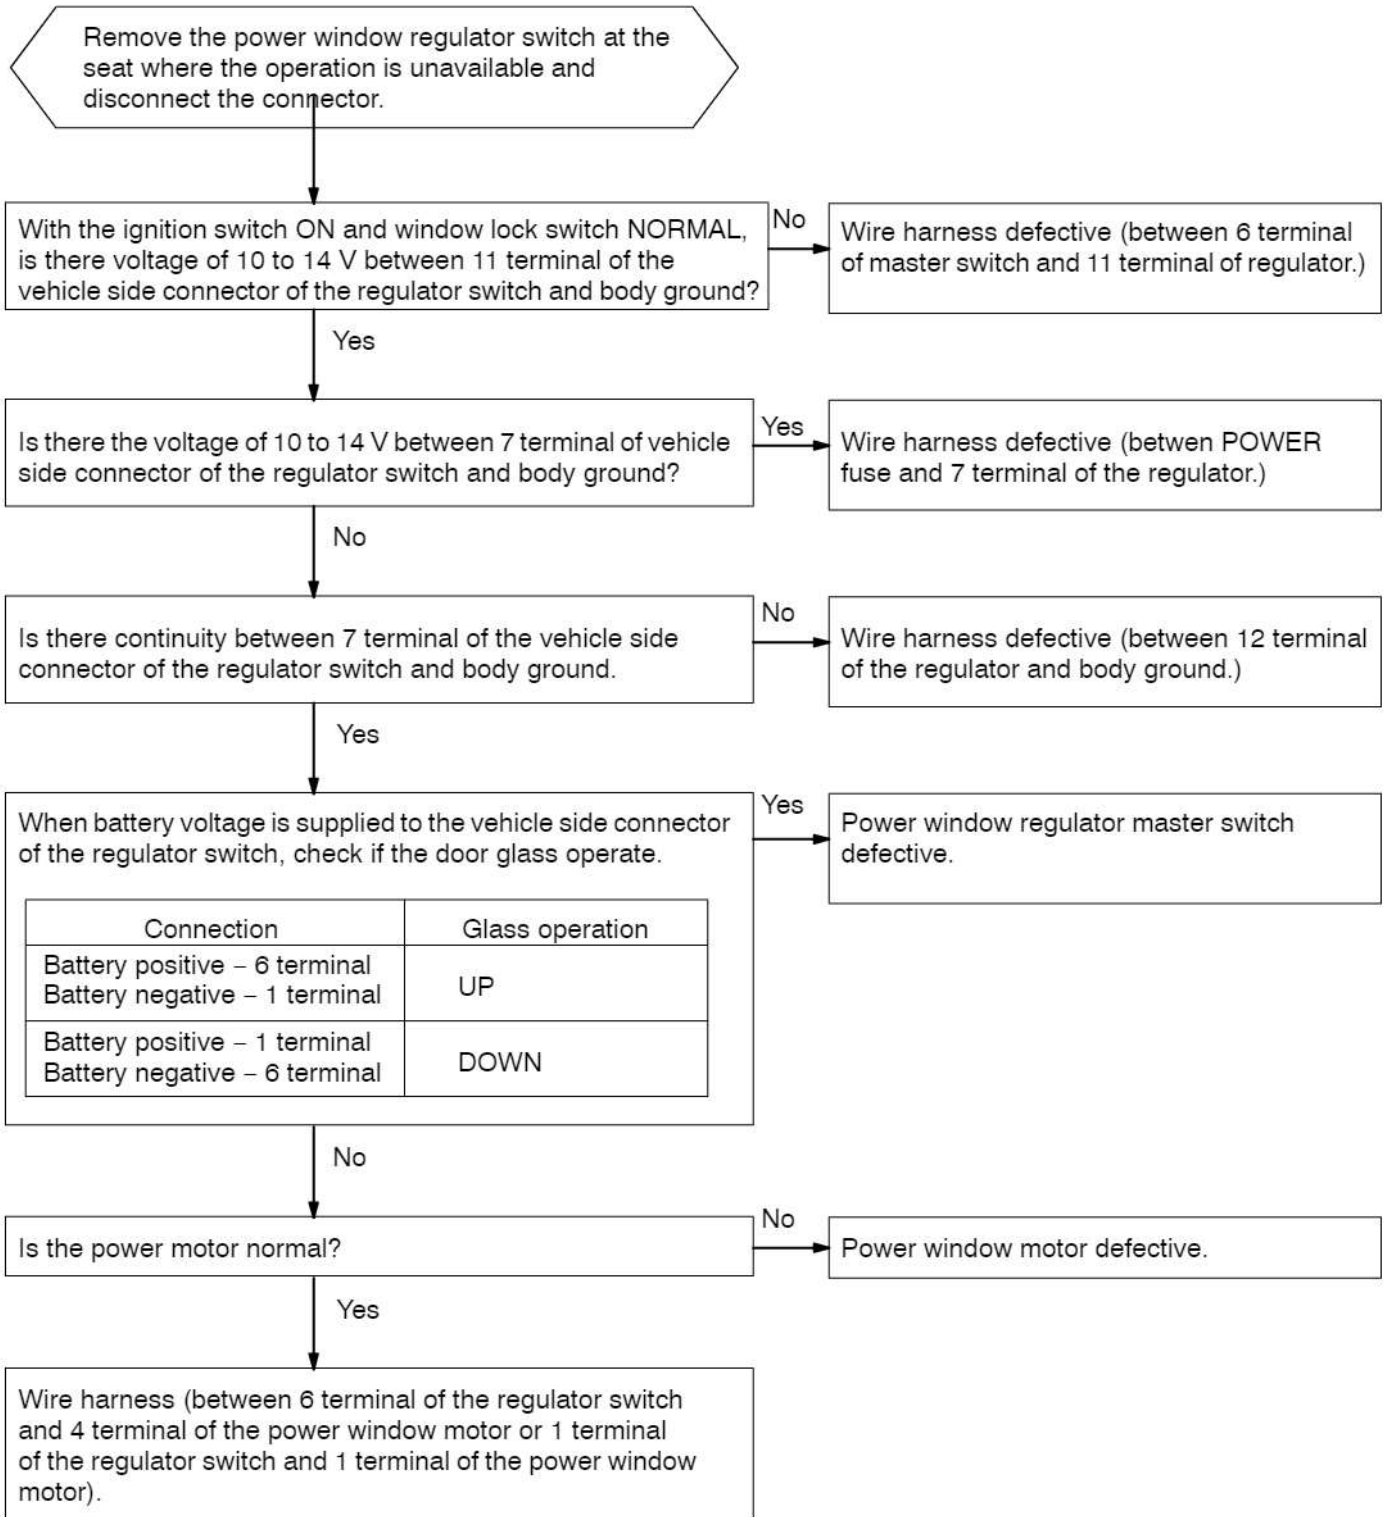 Remove the power window regulator switch at the
seat where the operation is unavailable and
disconnect the connector.
With the ignition switch ON and window lock switch NORMAL,
is there voltage of 10 to 14 V between 11 terminal of the
vehicle side connector of the regulator switch and body ground?
No
Wire harness defective (between 6 terminal
of master switch and 11 terminal of regulator.)
Yes
Is there the voltage of 10 to 14 V between 7 terminal of vehicle
side connector of the regulator switch and body ground?
Yes
Wire harness defective (betwen POWER
fuse and 7 terminal of the regulator.)
No
Is there continuity between 7 terminal of the vehicle side
connector of the regulator switch and body ground.
No
Wire harness defective (between 12 terminal
of the regulator and body ground.)
Yes
When battery voltage is supplied to the vehicle side connector
of the regulator switch, check if the door glass operate.
Yes
Power window regulator master switch
defective.
Connection
Glass operation
Battery positive – 6 terminal
Battery negative – 1 terminal
UP
Battery positive – 1 terminal
Battery negative – 6 terminal
DOWN
No
Is the power motor normal?
No
Power window motor defective.
Yes
Wire harness (between 6 terminal of the regulator switch
and 4 terminal of the power window motor or 1 terminal
of the regulator switch and 1 terminal of the power window
motor).